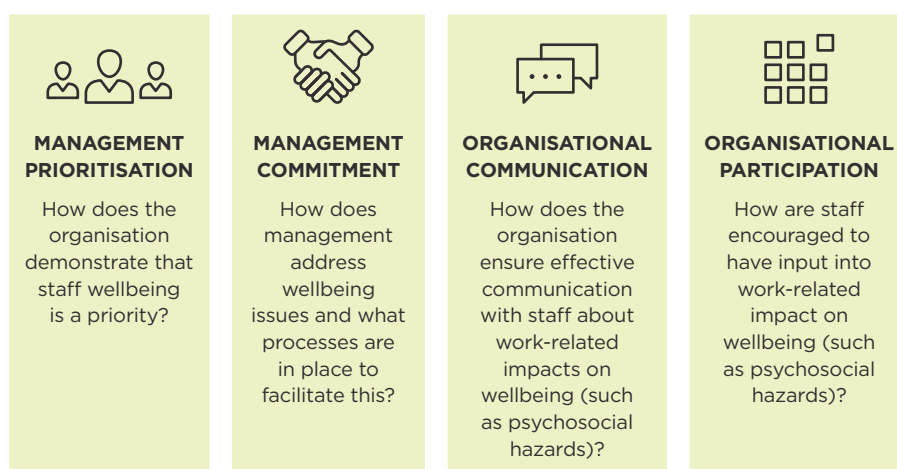 MANAGEMENT
PRIORITISATION
How does the
organisation
demonstrate that
staff wellbeing
is a priority?
MANAGEMENT
COMMITMENT
How does
management
address
wellbeing
issues and what
processes are
in place to
facilitate this?
ORGANISATIONAL
COMMUNICATION
How does the
organisation
ensure effective
communication
with staff about
work-related
impacts on
wellbeing (such
as psychosocial
hazards)?
ORGANISATIONAL
PARTICIPATION
How are staff
encouraged to
have input into
work-related
impact on
wellbeing (such
as psychosocial
hazards)?